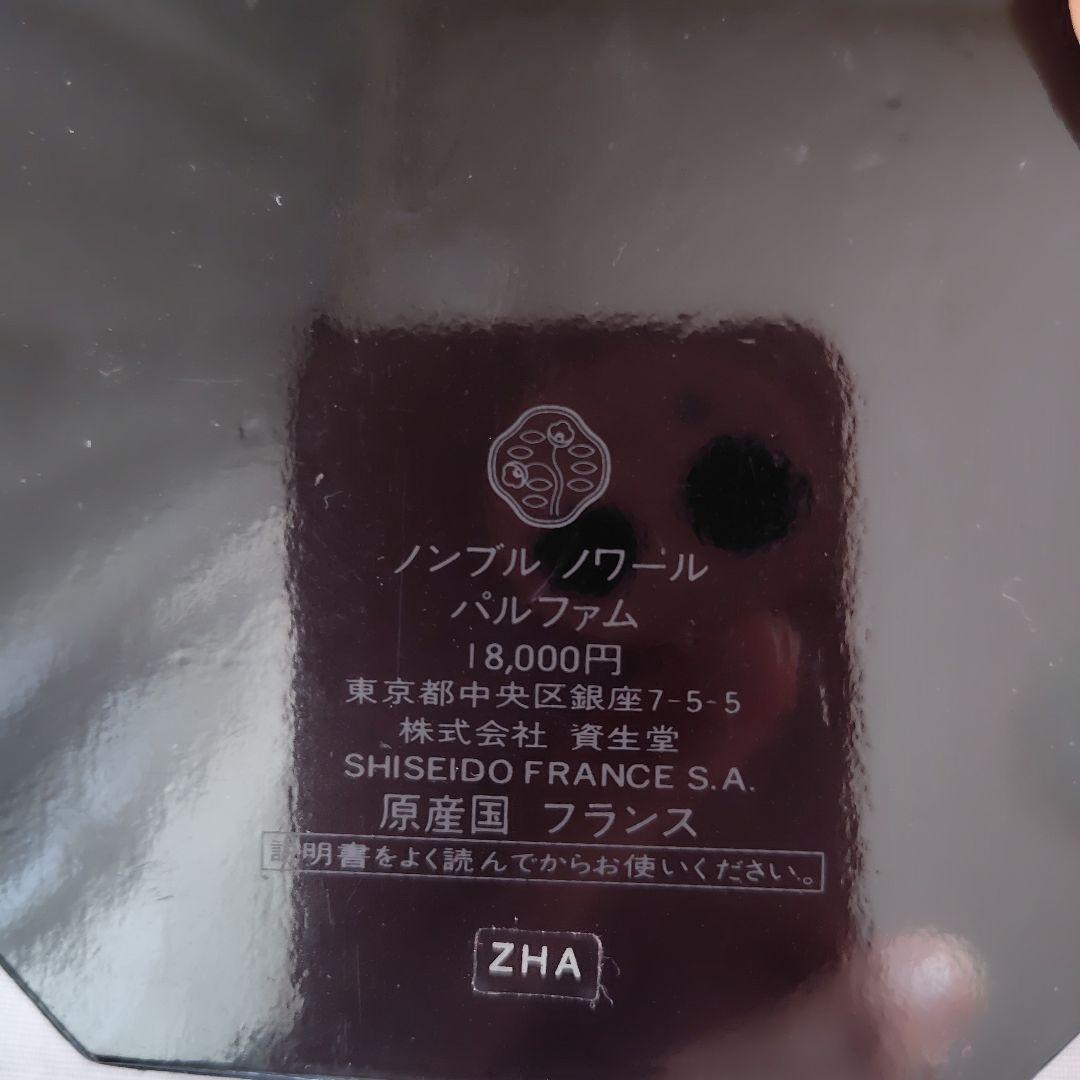 ノンブル ノワール
パルファム
18,000円
東京都中央区銀座7-5-5
株式会社 資生堂
SHISEIDO FRANCE S.A.
原産国 フランス
説明書をよく読んでからお使いください。
ZHA